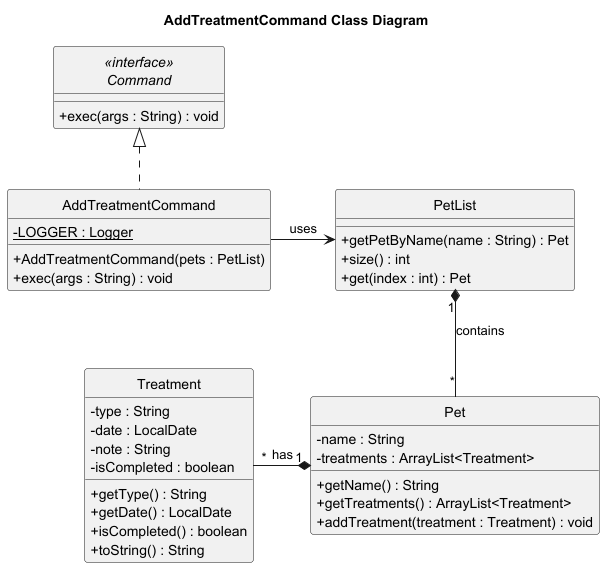 AddTreatmentCommand Class Diagram
«interface»
Command
+exec(args : String) : void
AddTreatmentCommand
-LOGGER : Logger
+AddTreatmentCommand(pets : PetList)
+exec(args : String) : void
uses
PetList
+getPetByName(name : String) : Pet
+size() : int
+get(index : int) : Pet
1
contains
*
Treatment
-type : String
-date : LocalDate
-note : String
-isCompleted : boolean
+getType() : String
+getDate() : LocalDate
+isCompleted() : boolean
+toString() : String
* has 1
Pet
-name : String
-treatments : ArrayList<Treatment>
+getName() : String
+getTreatments() : ArrayList<Treatment>
+addTreatment(treatment : Treatment) : void